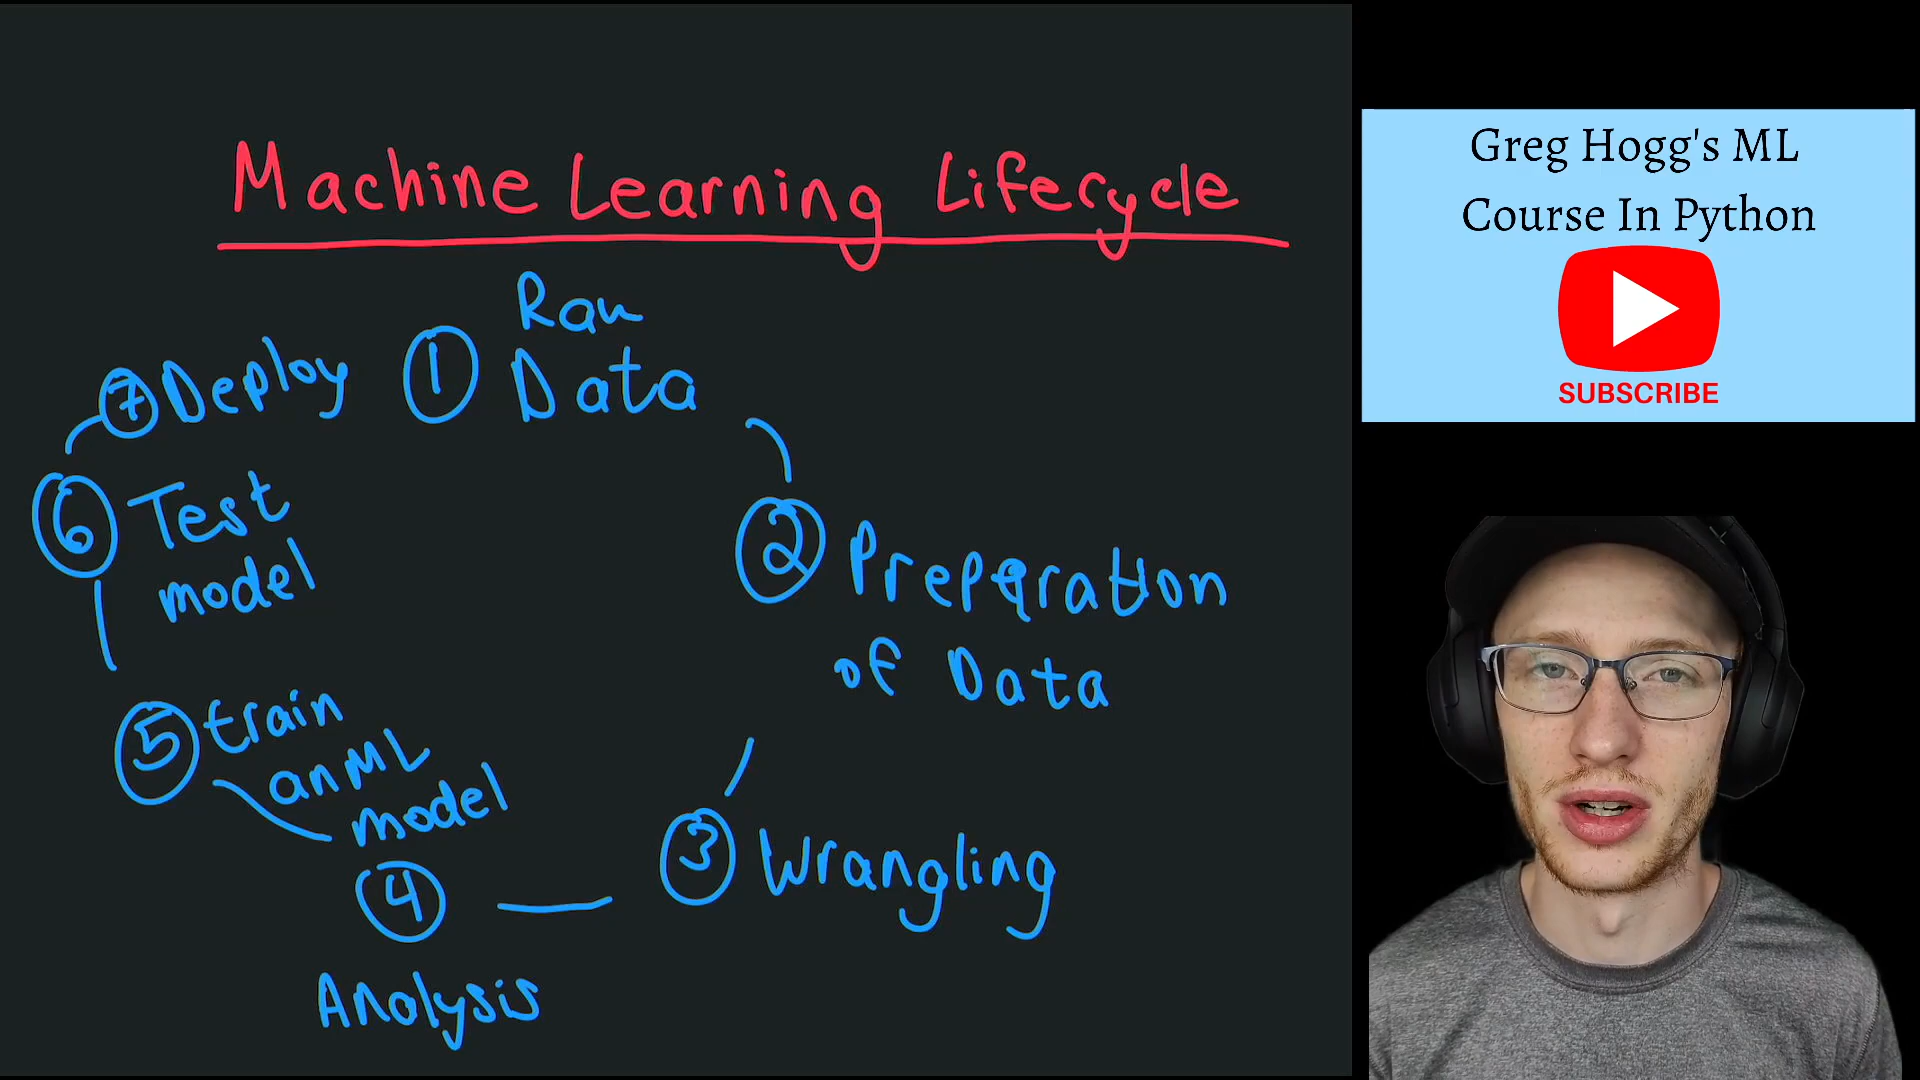 Machine Learning Lifecycle
① Raw
Data
② Preparation
of Data
③ Wrangling
④
Analysis
⑤ train
an ML
model
⑥ Test
model
⑦ Deploy
Greg Hogg's ML
Course In Python
SUBSCRIBE